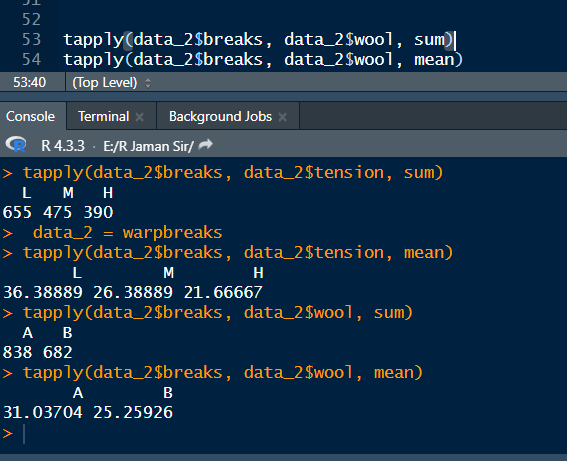 51
52
53 tapply(data_2$breaks, data_2$wool, sum)
54 tapply(data_2$breaks, data_2$wool, mean)
53:40 (Top Level)
Console Terminal Background Jobs
R R 4.3.3 · E:/R Jaman Sir/
> tapply(data_2$breaks, data_2$tension, sum)
L M H
655 475 390
> data_2 = warpbreaks
> tapply(data_2$breaks, data_2$tension, mean)
L M H
36.38889 26.38889 21.66667
> tapply(data_2$breaks, data_2$wool, sum)
A B
838 682
> tapply(data_2$breaks, data_2$wool, mean)
A B
31.03704 25.25926
>